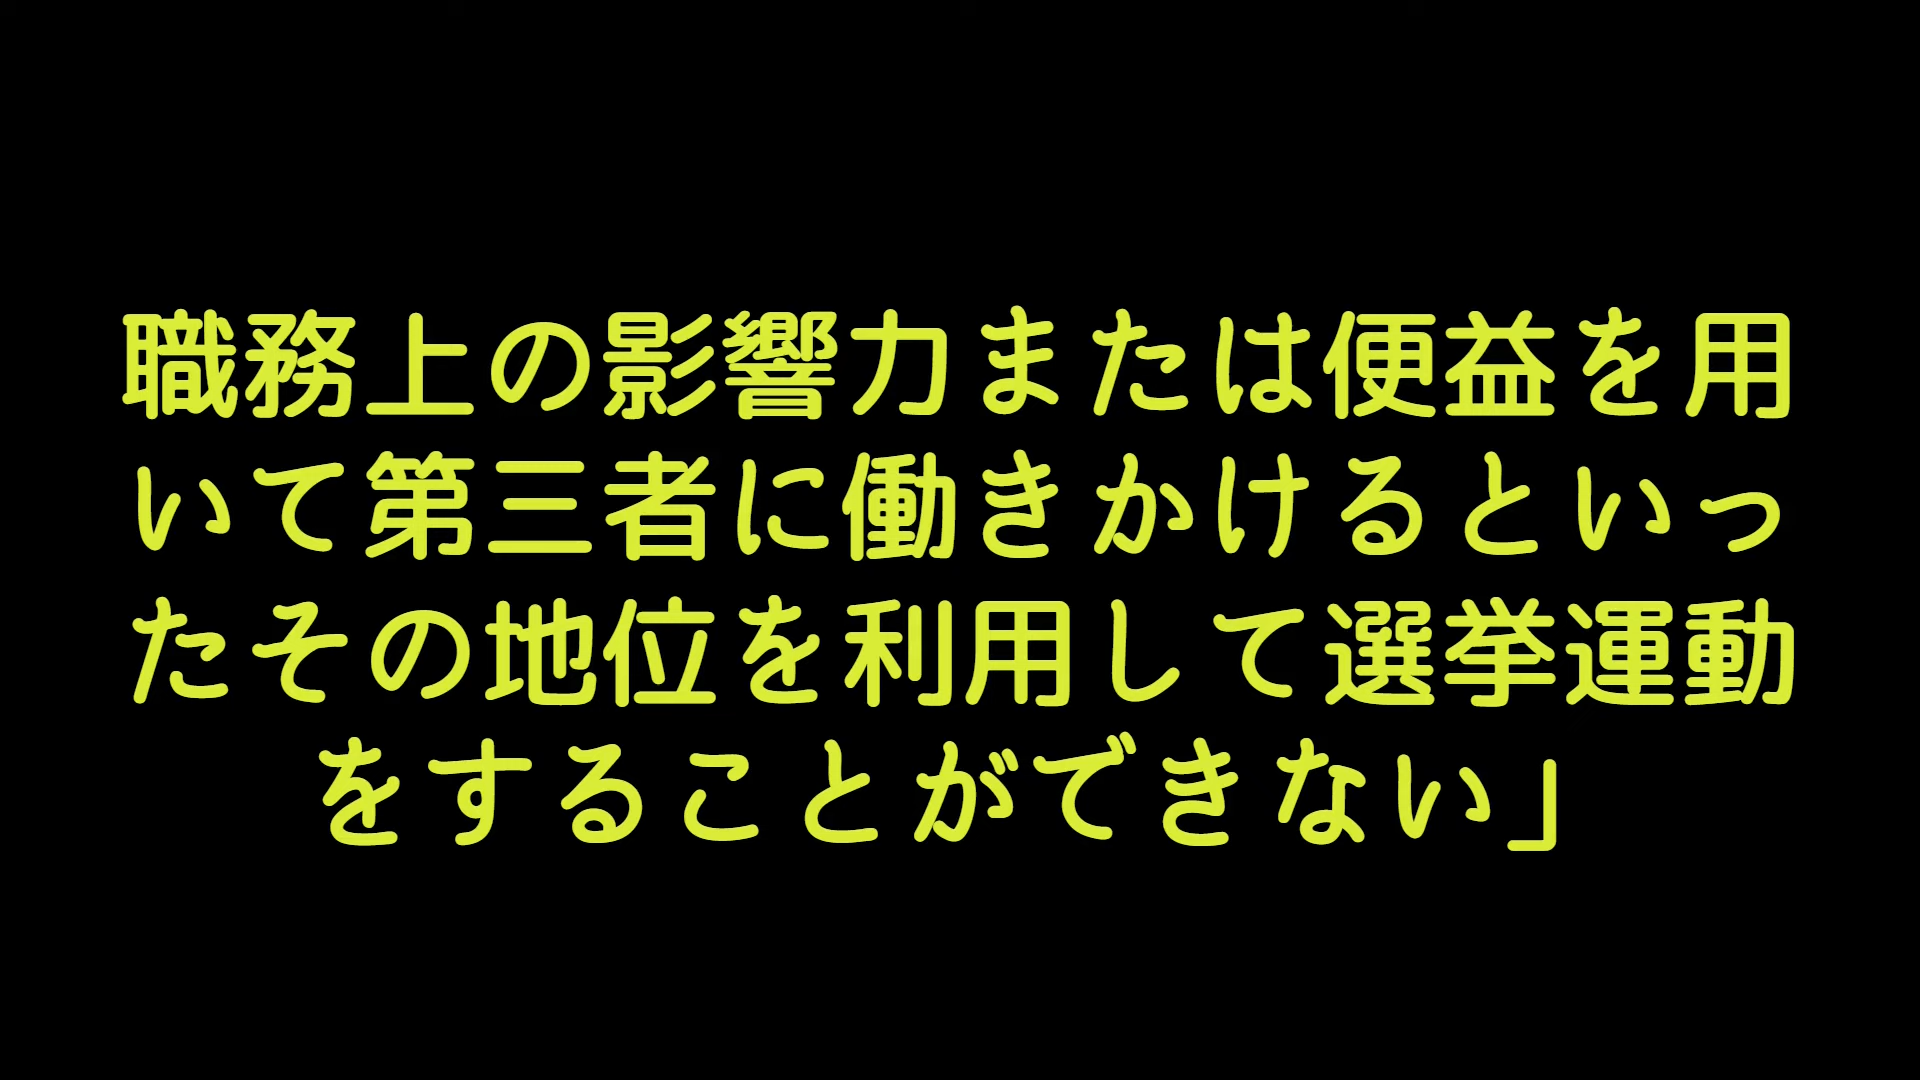 職務上の影響力または便益を用
いて第三者に働きかけるといっ
たその地位を利用して選挙運動
をすることができない」